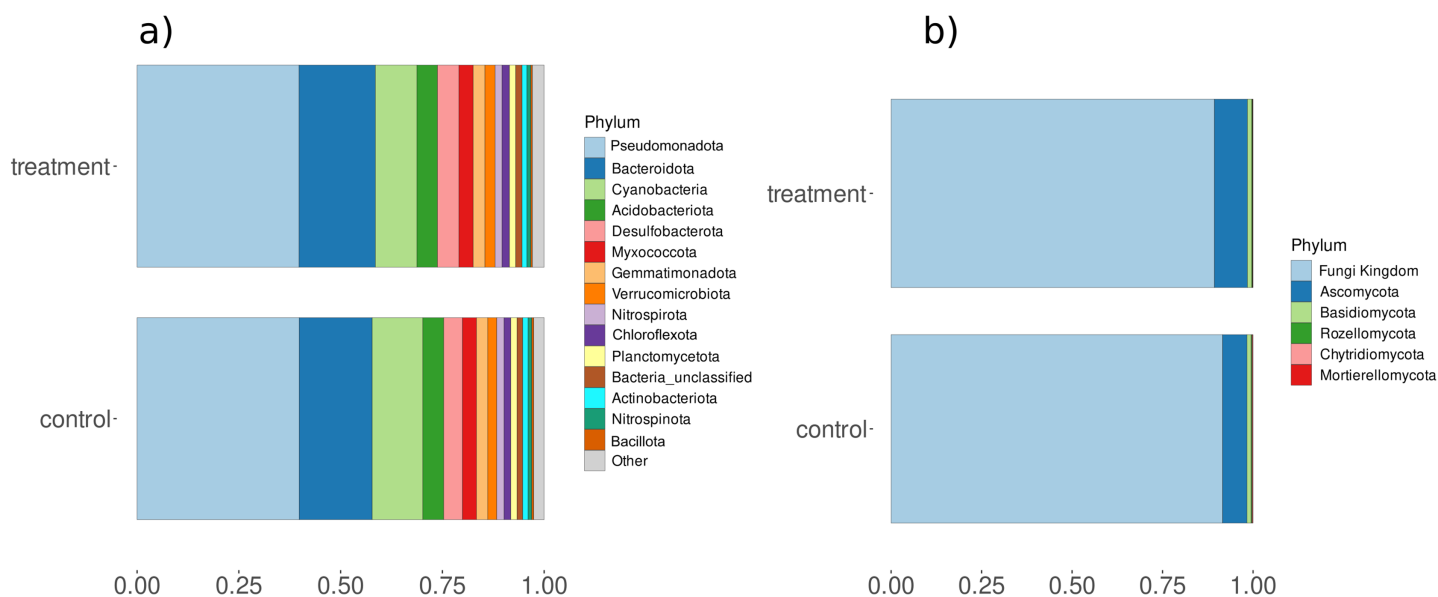 a)
treatment
control
0.00 0.25 0.50 0.75 1.00
Phylum
Pseudomonadota
Bacteroidota
Cyanobacteria
Acidobacteriota
Desulfobacterota
Myxococcota
Gemmatimonadota
Verrucomicrobiota
Nitrospirota
Chloroflexota
Planctomycetota
Bacteria_unclassified
Actinobacteriota
Nitrospinota
Bacillota
Other
b)
treatment
control
0.00 0.25 0.50 0.75 1.00
Phylum
Fungi Kingdom
Ascomycota
Basidiomycota
Rozellomycota
Chytridiomycota
Mortierellomycota